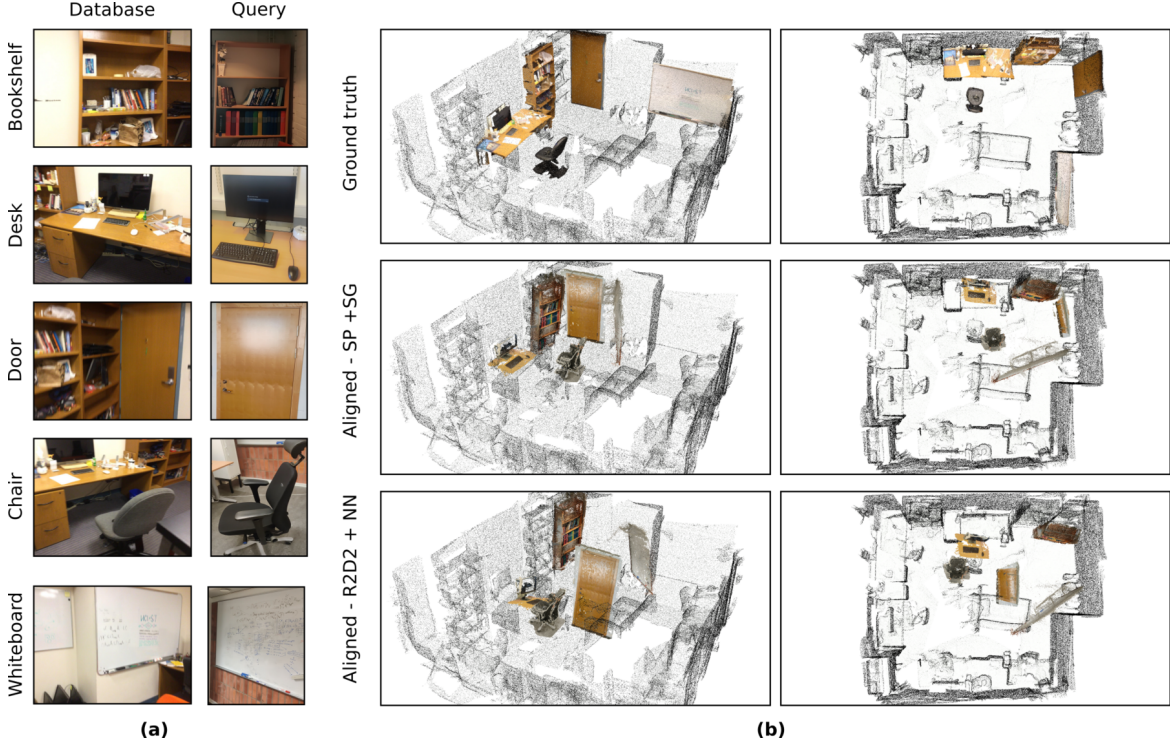 Database Query
Bookshelf
Desk
Door
Chair
Whiteboard
(a)
Ground truth
Aligned - SP +SG
Aligned - R2D2 + NN
(b)